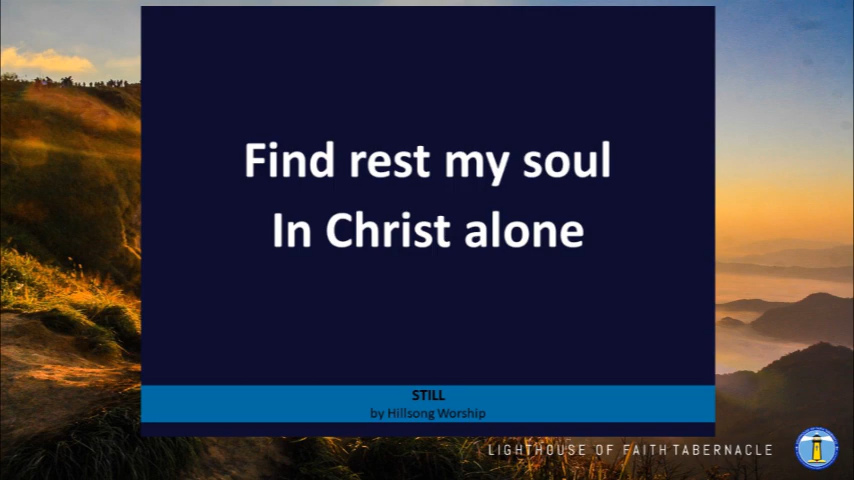 Find rest my soul
In Christ alone
STILL
by Hillsong Worship
LIGHTHOUSE OF FAITH TABERNACLE